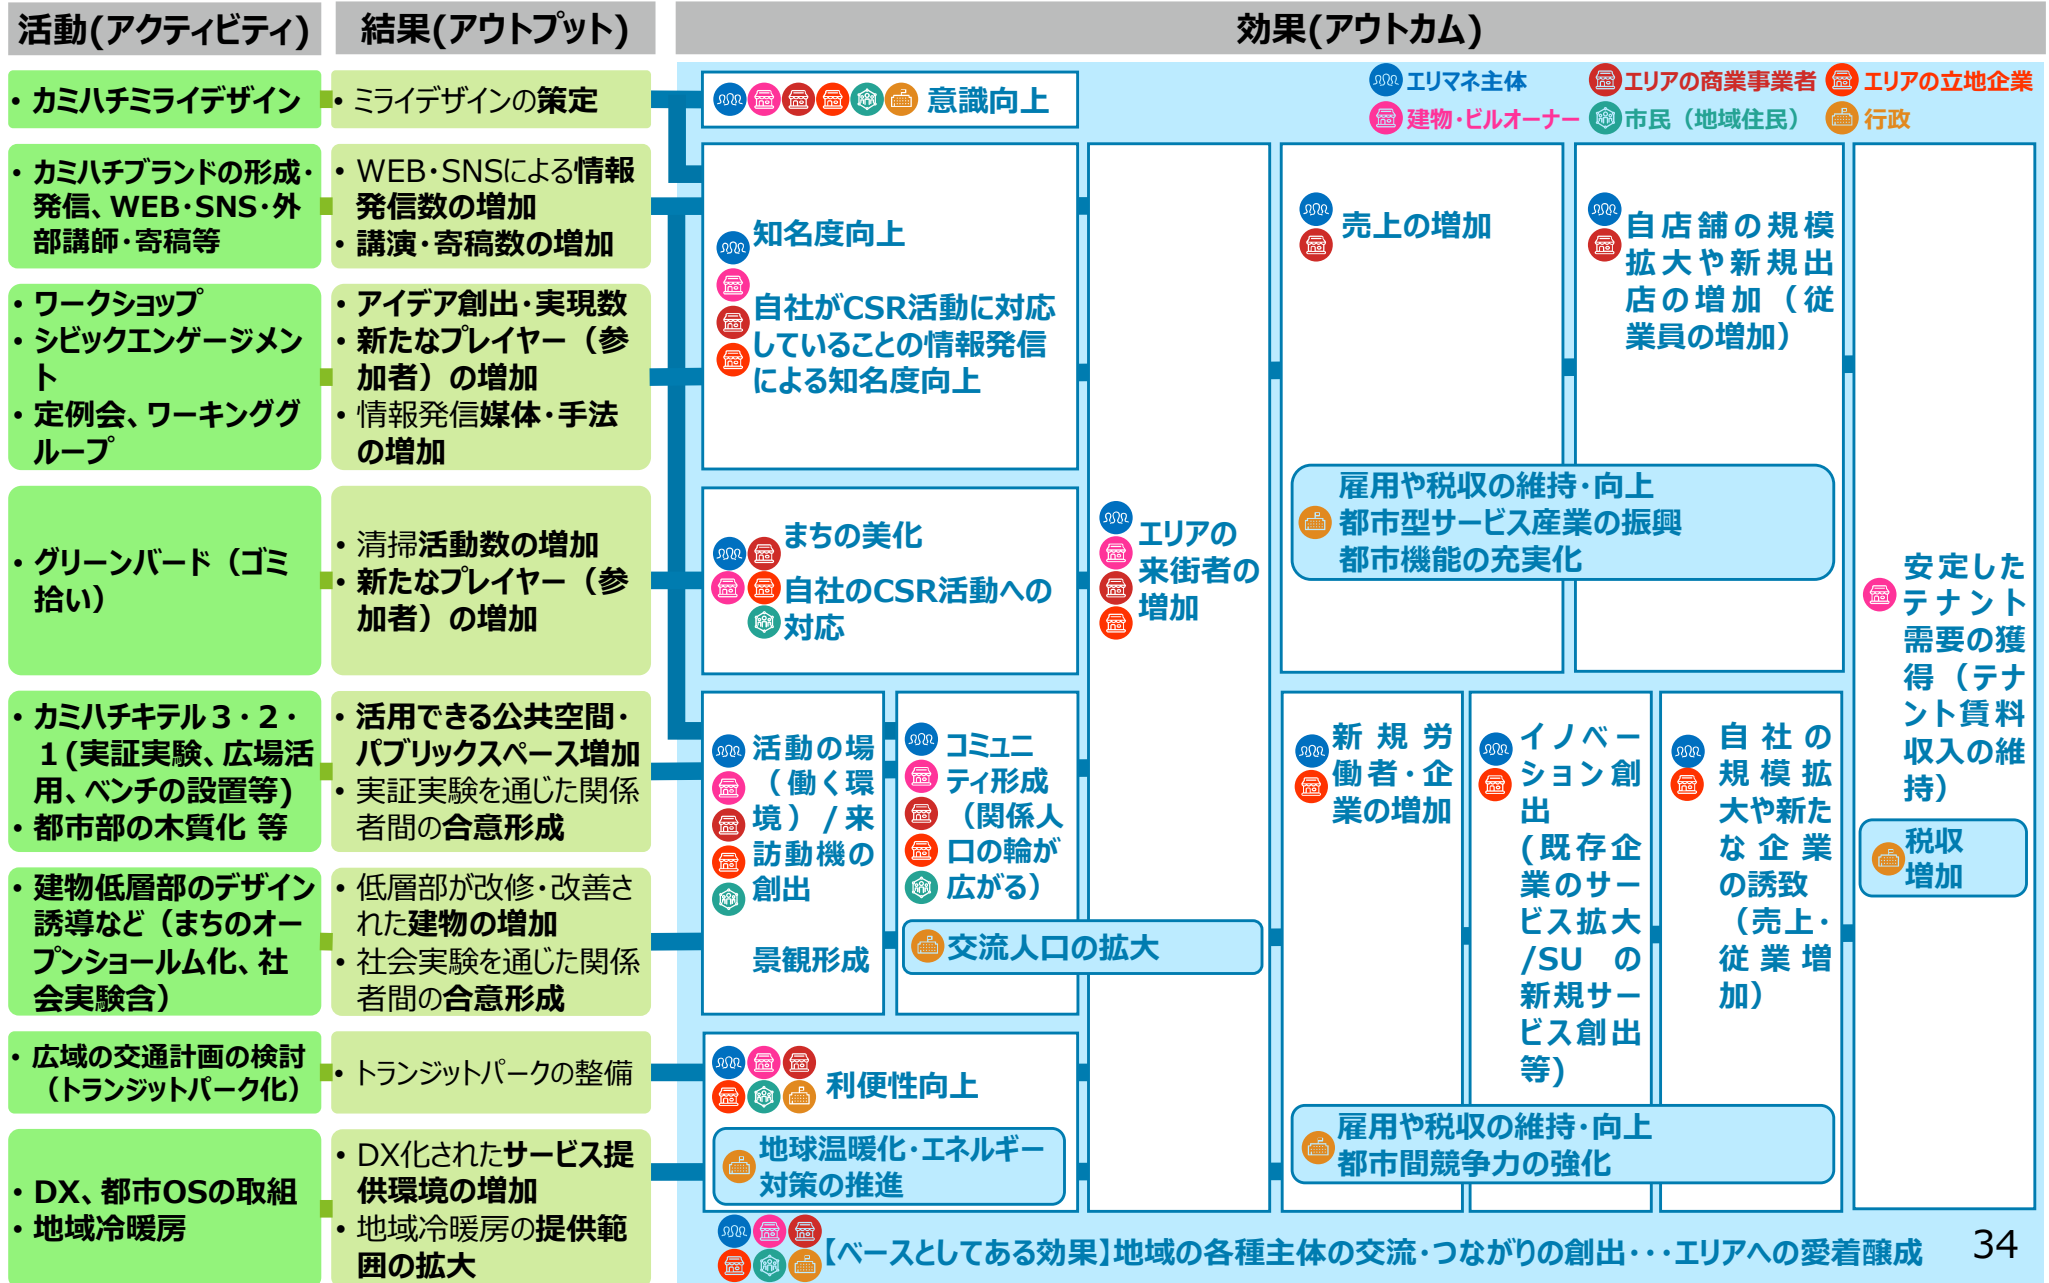 活動(アクティビティ)
結果(アウトプット)
効果(アウトカム)
・カミハチミライデザイン
・ミライデザインの策定
意識向上
エリマネ主体
エリアの商業事業者
エリアの立地企業
建物・ビルオーナー
市民（地域住民）
行政
・カミハチブランドの形成・
発信、WEB・SNS・外
部講師・寄稿等
・WEB・SNSによる情報
発信数の増加
・講演・寄稿数の増加
・ワークショップ
・シビックエンゲージメン
ト
・定例会、ワーキンググ
ループ
・アイデア創出・実現数
・新たなプレイヤー（参
加者）の増加
・情報発信媒体・手法
の増加
知名度向上
自社がCSR活動に対応
していることの情報発信
による知名度向上
・グリーンバード（ゴミ
拾い）
・清掃活動数の増加
・新たなプレイヤー（参
加者）の増加
まちの美化
自社のCSR活動への
対応
・カミハチキテル３・２・
１(実証実験、広場活
用、ベンチの設置等)
・都市部の木質化 等
・活用できる公共空間・
パブリックスペース増加
・実証実験を通じた関係
者間の合意形成
・建物低層部のデザイン
誘導など（まちのオー
プンショールム化、社
会実験含）
・低層部が改修・改善さ
れた建物の増加
・社会実験を通じた関係
者間の合意形成
活動の場
（働く環
境）/来
訪動機の
創出
景観形成
コミュニ
ティ形成
（関係人
口の輪が
広がる）
交流人口の拡大
・広域の交通計画の検討
（トランジットパーク化）
・トランジットパークの整備
利便性向上
地球温暖化・エネルギー
対策の推進
・DX、都市OSの取組
・地域冷暖房
・DX化されたサービス提
供環境の増加
・地域冷暖房の提供範
囲の拡大
エリアの
来街者の
増加
売上の増加
自店舗の規模
拡大や新規出
店の増加（従
業員の増加）
雇用や税収の維持・向上
都市型サービス産業の振興
都市機能の充実化
新規労
働者・企
業の増加
イノベー
ション創
出
(既存企
業のサー
ビス拡大
/SUの
新規サー
ビス創出
等)
自社の
規模拡
大や新た
な企業
の誘致
（売上・
従業増
加）
雇用や税収の維持・向上
都市間競争力の強化
安定した
テナント
需要の獲
得（テナ
ント賃料
収入の維
持）
税収
増加
【ベースとしてある効果】地域の各種主体の交流・つながりの創出・・・エリアへの愛着醸成
34